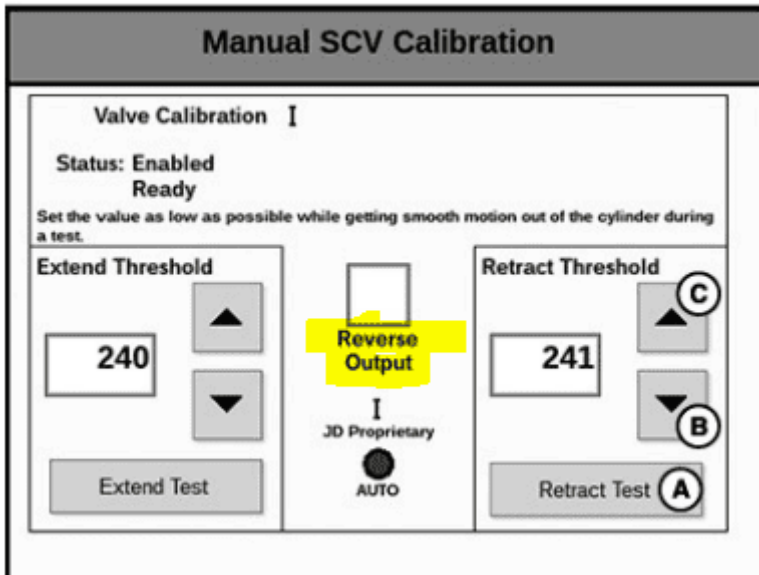 Manual SCV Calibration
Valve Calibration I
Status: Enabled
Ready
Set the value as low as possible while getting smooth motion out of the cylinder during
a test.
Extend Threshold
240
Extend Test
Reverse
Output
I
JD Proprietary
AUTO
Retract Threshold
C
241
B
Retract Test A